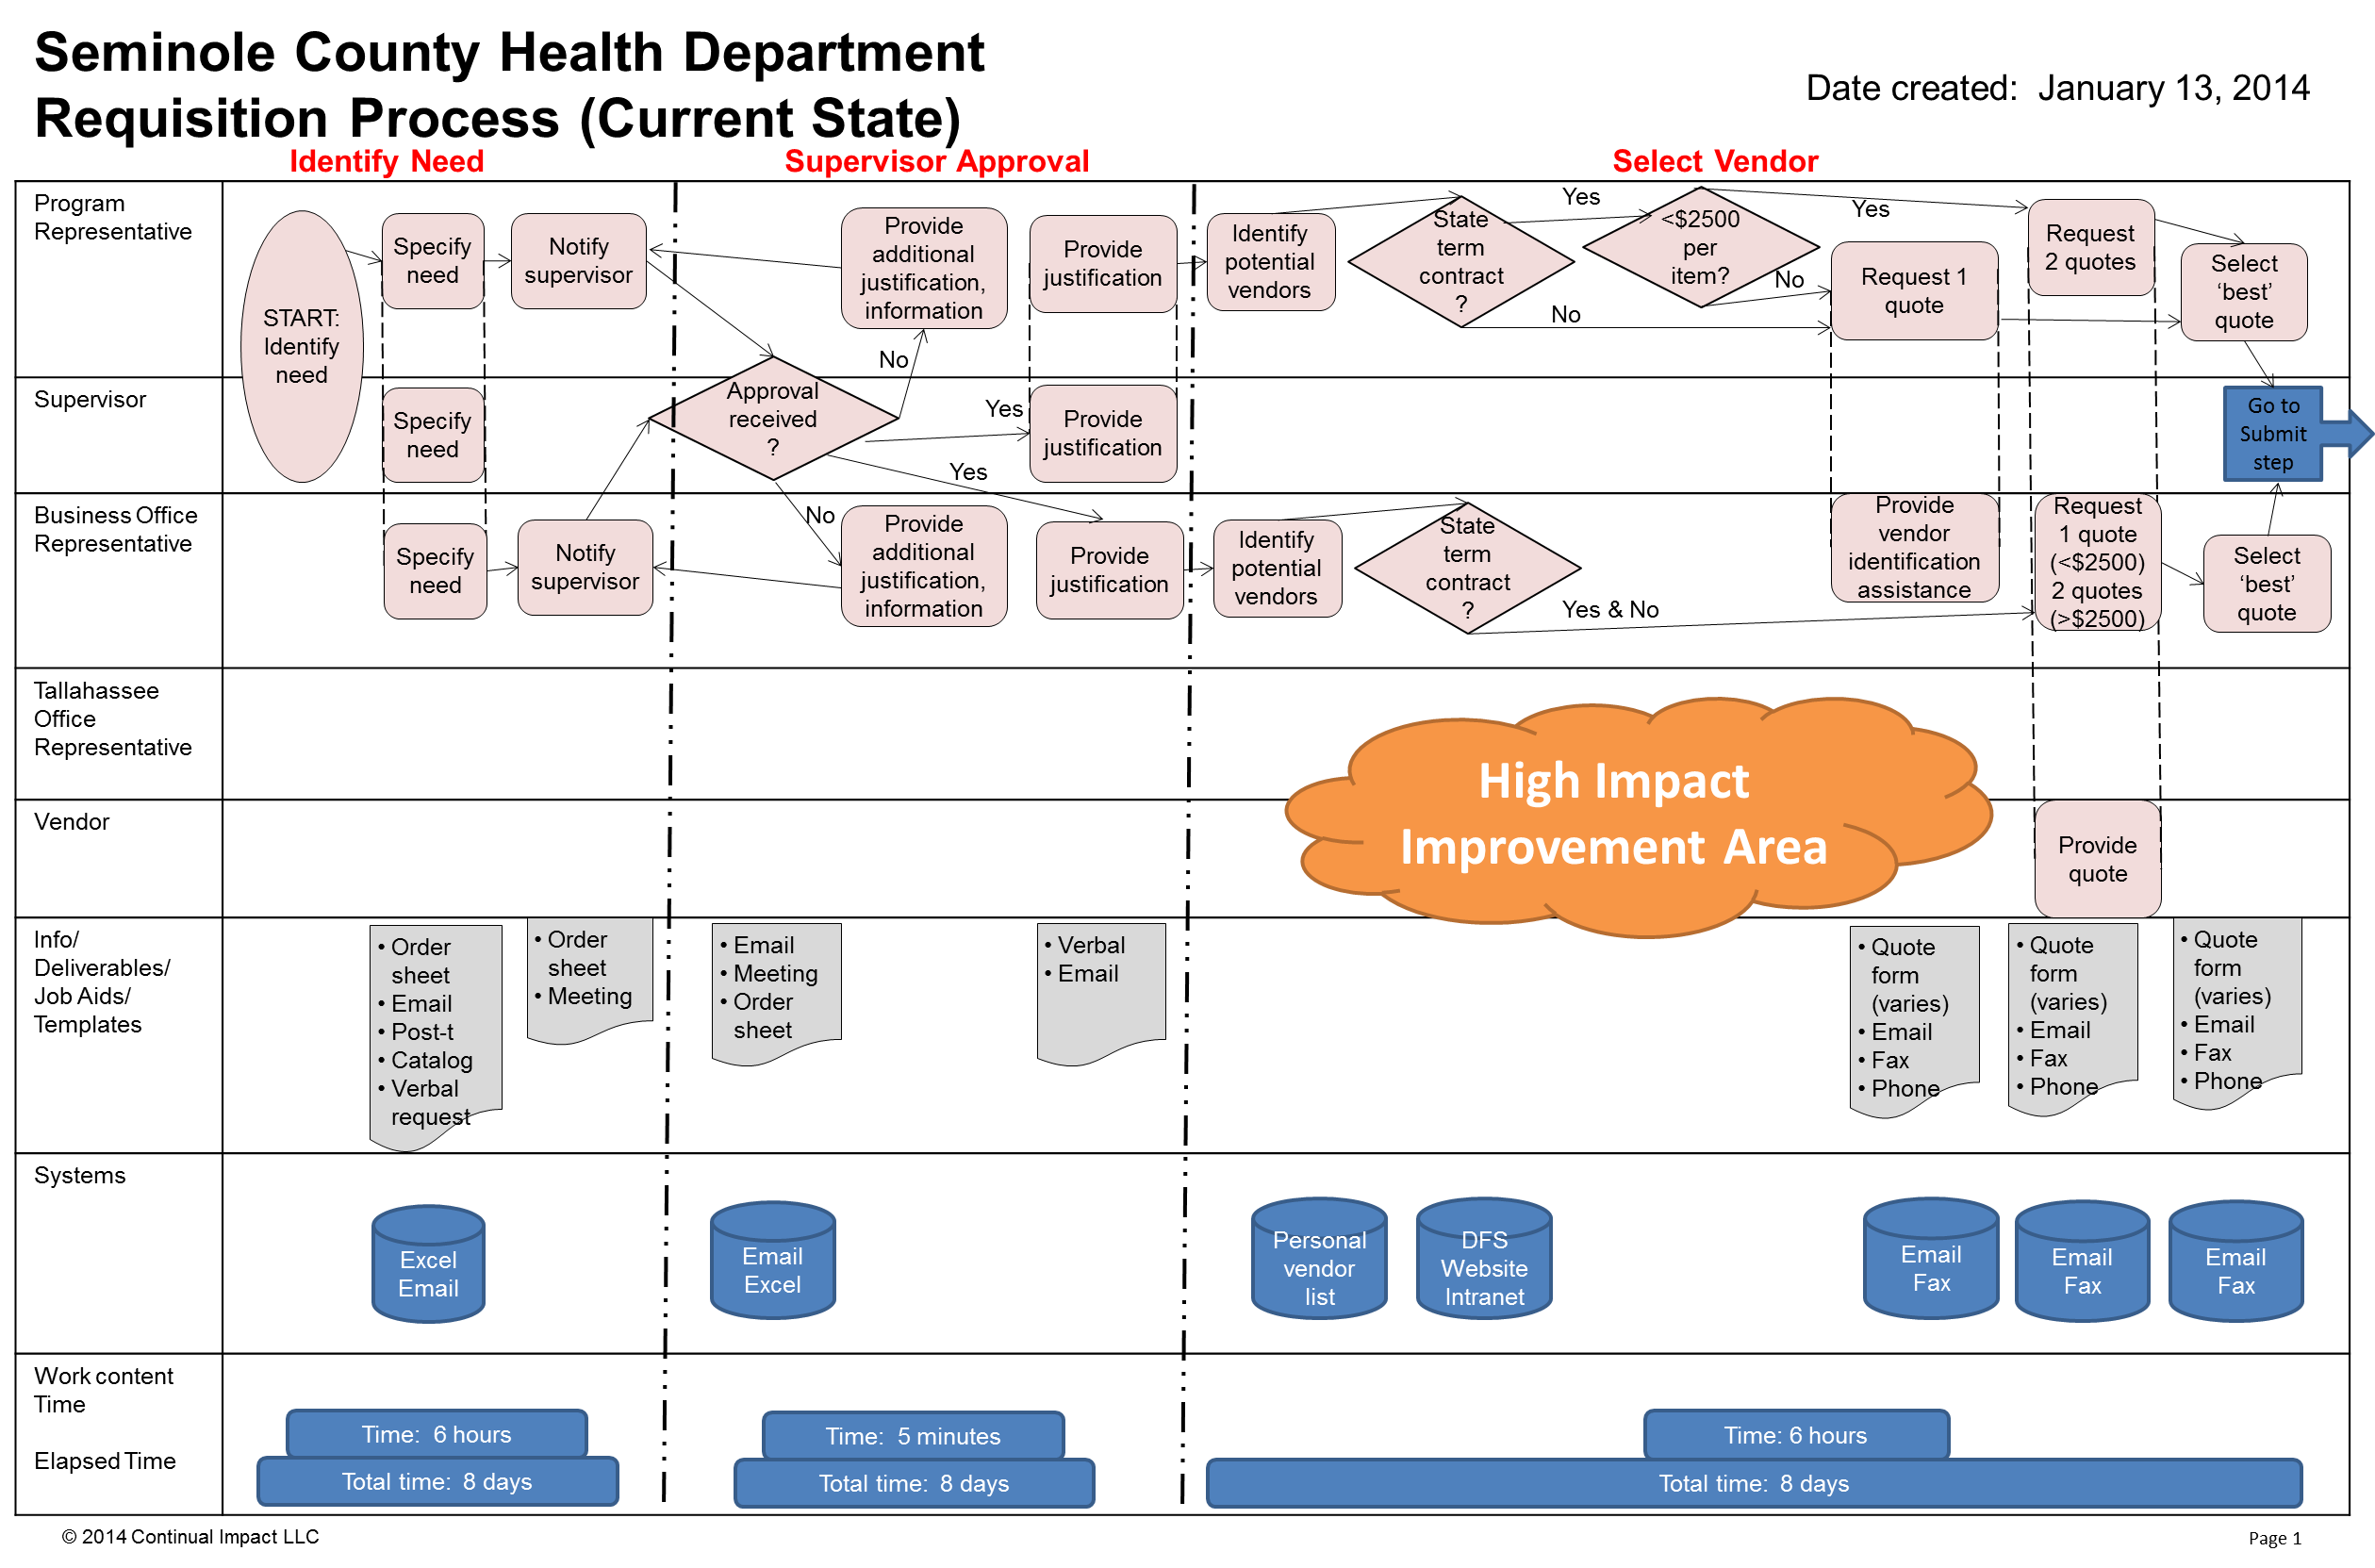 Seminole County Health Department
Requisition Process (Current State)
Date created:  January 13, 2014
Identify Need
Supervisor Approval
Select Vendor
Program
Representative
START:
Identify
need
Specify
need
Notify
supervisor
Provide
additional
justification,
information
Provide
justification
Identify
potential
vendors
State
term
contract
?
Yes
<$2500
per
item?
Yes
No
No
Request 1
quote
Request
2 quotes
Select
‘best’
quote
Supervisor
Specify
need
Approval
received
?
No
Yes
Yes
No
Provide
justification
Go to
Submit
step
Business Office
Representative
Specify
need
Notify
supervisor
Provide
additional
justification,
information
Provide
justification
Identify
potential
vendors
State
term
contract
?
Yes & No
Provide
vendor
identification
assistance
Request
1 quote
(<$2500)
2 quotes
(>$2500)
Select
‘best’
quote
Tallahassee
Office
Representative
High Impact
Improvement Area
Vendor
Provide
quote
Info/
Deliverables/
Job Aids/
Templates
• Order
sheet
• Email
• Post-t
• Catalog
• Verbal
request
• Order
sheet
• Meeting
• Email
• Meeting
• Order
sheet
• Verbal
• Email
• Quote
form
(varies)
• Email
• Fax
• Phone
• Quote
form
(varies)
• Email
• Fax
• Phone
• Quote
form
(varies)
• Email
• Fax
• Phone
Systems
Excel
Email
Email
Excel
Personal
vendor
list
DFS
Website
Intranet
Email
Fax
Email
Fax
Email
Fax
Work content
Time
Time:  6 hours
Time:  5 minutes
Time: 6 hours
Elapsed Time
Total time:  8 days
Total time:  8 days
Total time:  8 days
© 2014 Continual Impact LLC
Page 1